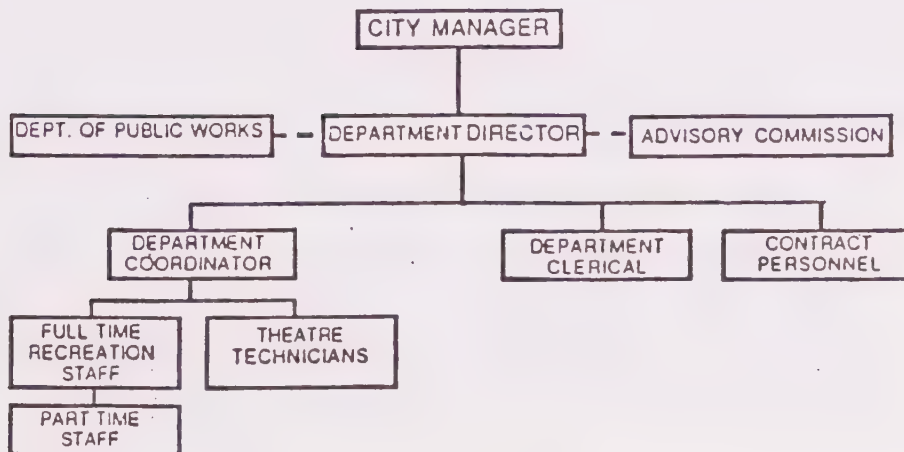 CITY MANAGER
DEPT. OF PUBLIC WORKS
DEPARTMENT DIRECTOR
ADVISORY COMMISSION
DEPARTMENT
COORDINATOR
DEPARTMENT
CLERICAL
CONTRACT
PERSONNEL
FULL TIME
RECREATION
STAFF
THEATRE
TECHNICIANS
PART TIME
STAFF